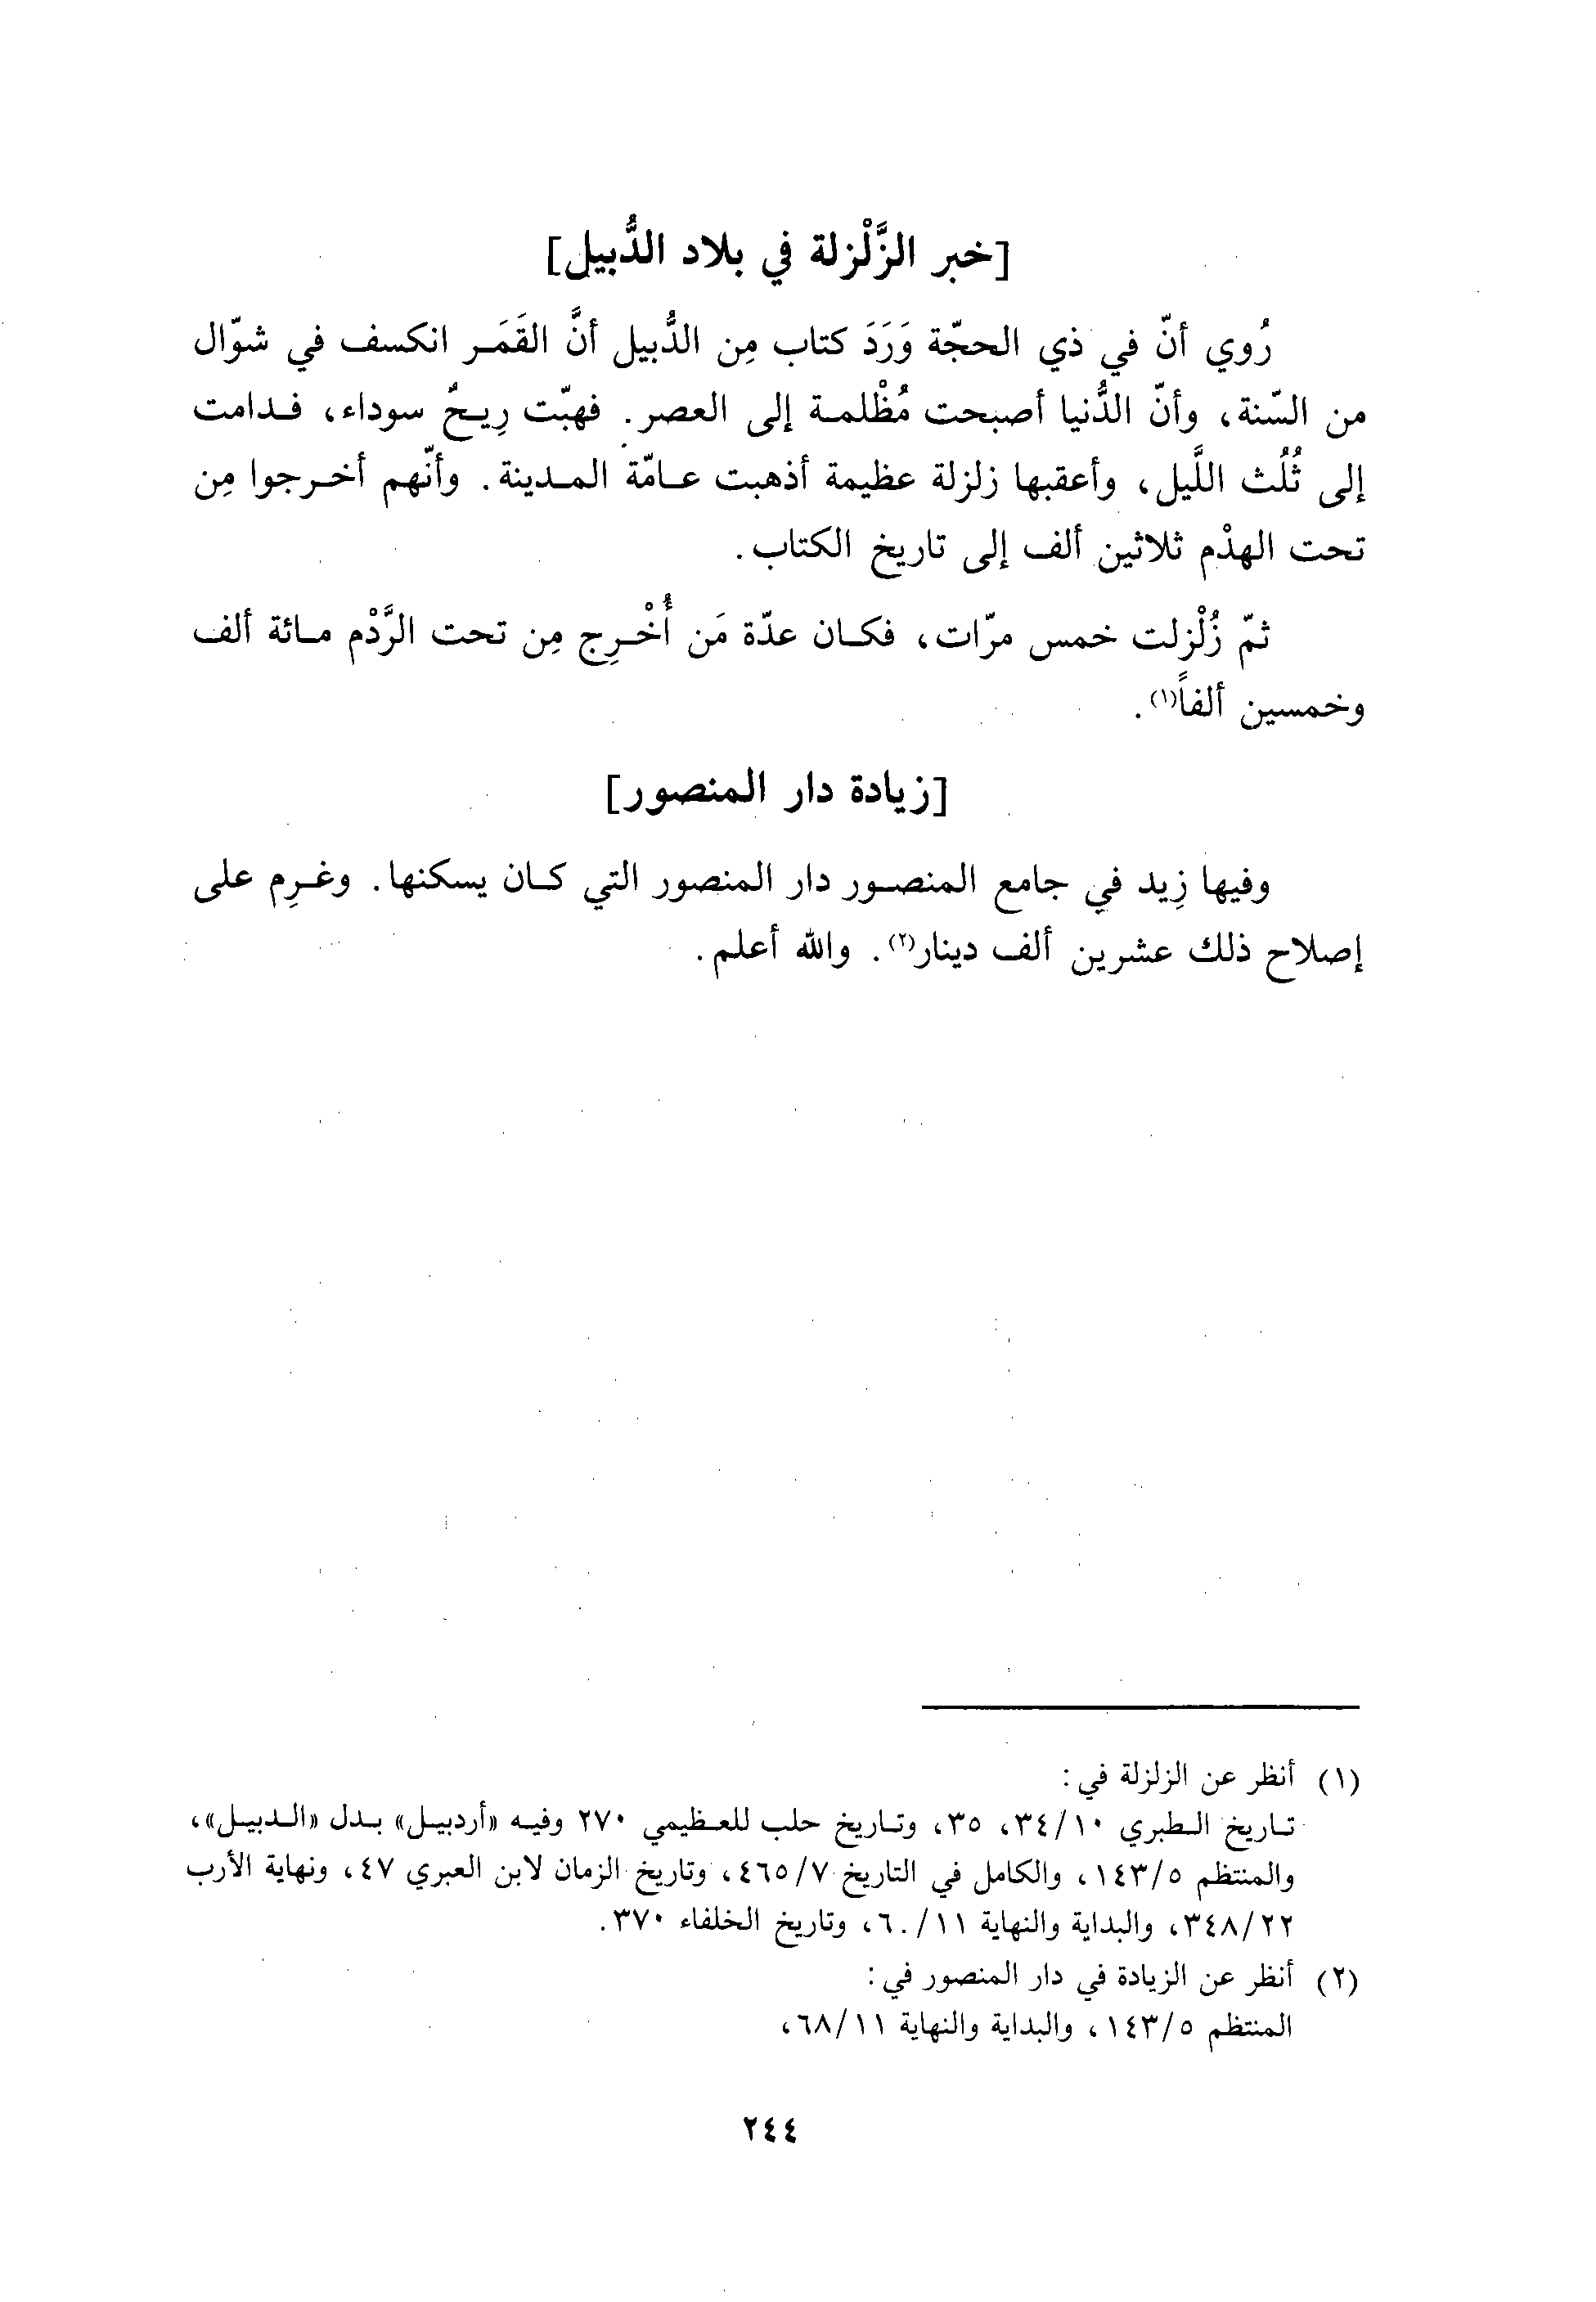 [خبر الزَّلْزلة في بلاد الدُّبيل]
رُوي أنّ في ذي الحجّة وَرَدَ كتاب مِن الدُّبيل أنَّ القَمَر انكسف في شوّال
من السّنة، وأنّ الدُّنيا أصبحت مُظْلمة إلى العصر. فهبّت رِيحٌ سوداء، فدامت
إلى ثُلُث اللَّيل، وأعقبها زلزلة عظيمة أذهبت عامّة المدينة. وأنّهم أخرجوا مِن
تحت الهدْم ثلاثين ألف إلى تاريخ الكتاب.
ثمّ زُلْزلت خمس مرّات، فكان عدّة مَن أُخْرِج مِن تحت الرَّدْم مائة ألف
وخمسين ألفاً(١).
[زيادة دار المنصور]
وفيها زِيد في جامع المنصور دار المنصور التي كان يسكنها. وغرِم على
إصلاح ذلك عشرين ألف دينار(٢). والله أعلم.
(١) أنظر عن الزلزلة في:
تاريخ الطبري ٣٤/١٠، ٣٥، وتاريخ حلب للعظيمي ٢٧٠ وفيه «أردبيل» بدل «الدبيل»،
والمنتظم ١٤٣/٥، والكامل في التاريخ ٤٦٥/٧، وتاريخ الزمان لابن العبري ٤٧، ونهاية الأرب
٣٤٨/٢٢، والبداية والنهاية ٦٠/١١، وتاريخ الخلفاء ٣٧٠.
(٢) أنظر عن الزيادة في دار المنصور في:
المنتظم ١٤٣/٥، والبداية والنهاية ٦٨/١١،
٢٤٤